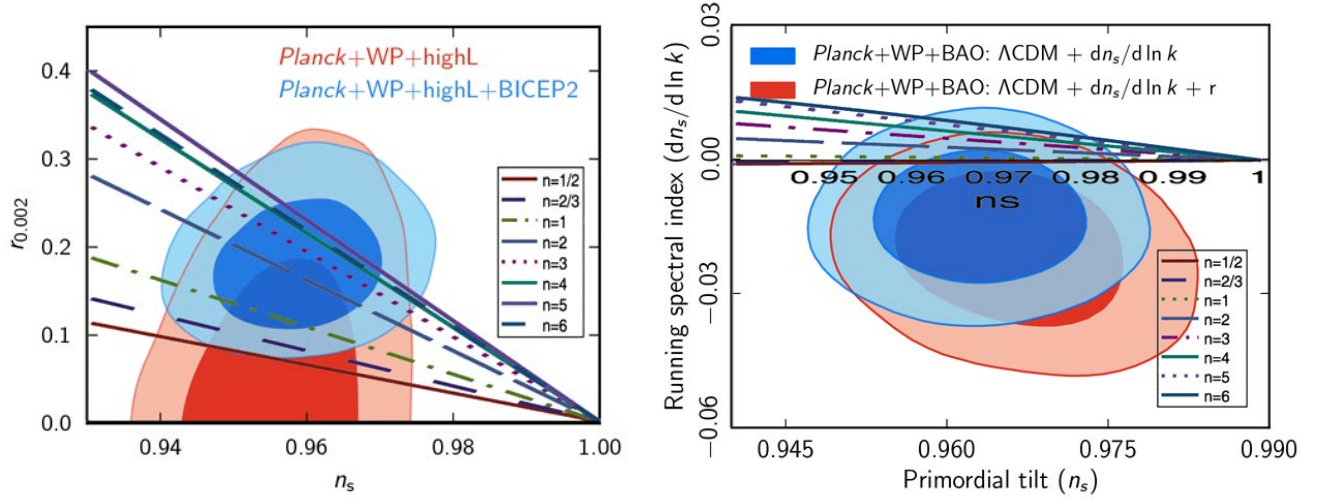 Planck+WP+highL
Planck+WP+highL+BICEP2
0.4
0.3
0.2
0.1
0.0
r0.002
n=1/2
n=2/3
n=1
n=2
n=3
n=4
n=5
n=6
0.94
0.96
0.98
1.00
ns
Planck+WP+BAO: ΛCDM + dns/d ln k
Planck+WP+BAO: ΛCDM + dns/d ln k + r
0.03
0.00
−0.03
−0.06
Running spectral index (dns/d ln k)
0.95 0.96 0.97 0.98 0.99 1
ns
n=1/2
n=2/3
n=1
n=2
n=3
n=4
n=5
n=6
0.945
0.960
0.975
0.990
Primordial tilt (ns)